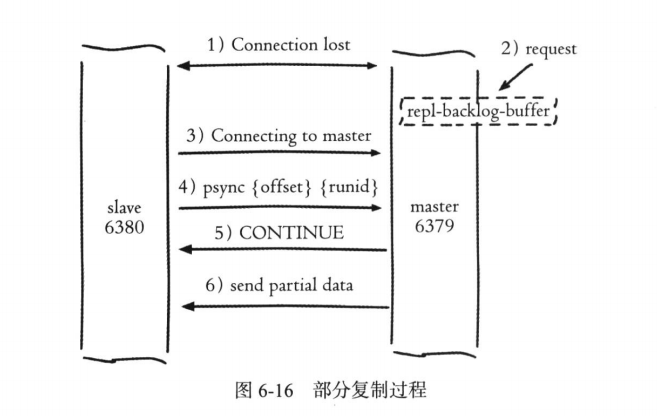 1) Connection lost
2) request
repl-backlog-buffer
3) Connecting to master
4) psync {offset} {runid}
slave
6380
master
6379
5) CONTINUE
6) send partial data
图 6-16 部分复制过程